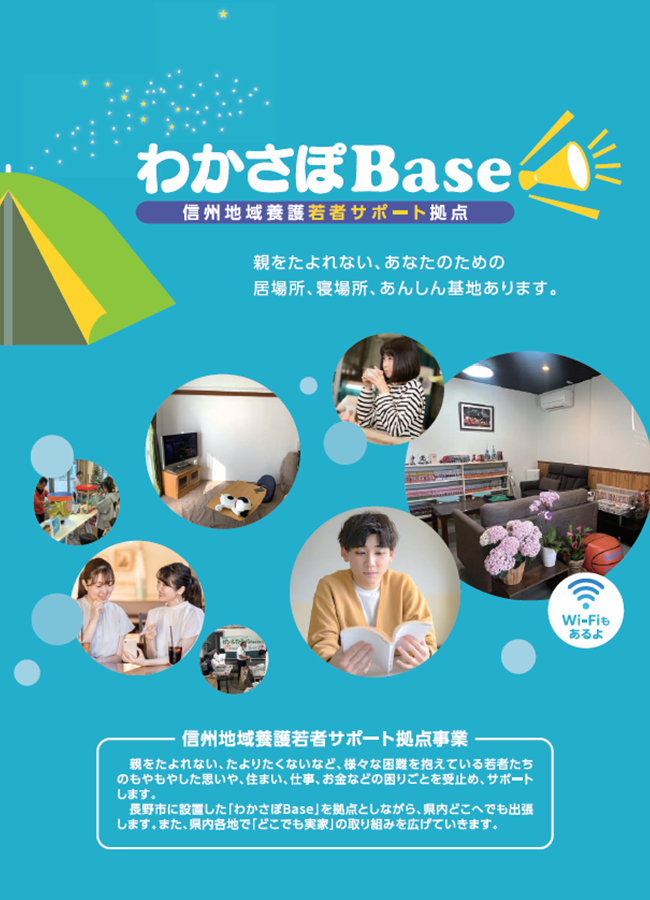 わかさぽBase
信州地域養護若者サポート拠点
親をたよれない、あなたのための
居場所、寝場所、あんしん基地あります。
Wi-Fiも
あるよ
信州地域養護若者サポート拠点事業
親をたよれない、たよりたくないなど、様々な困難を抱えている若者たち
のもやもやした思いや、住まい、仕事、お金などの困りごとを受止め、サポート
します。
長野市に設置した「わかさぽBase」を拠点としながら、県内どこへでも出張
します。また、県内各地で「どこでも実家」の取り組みを広げていきます。